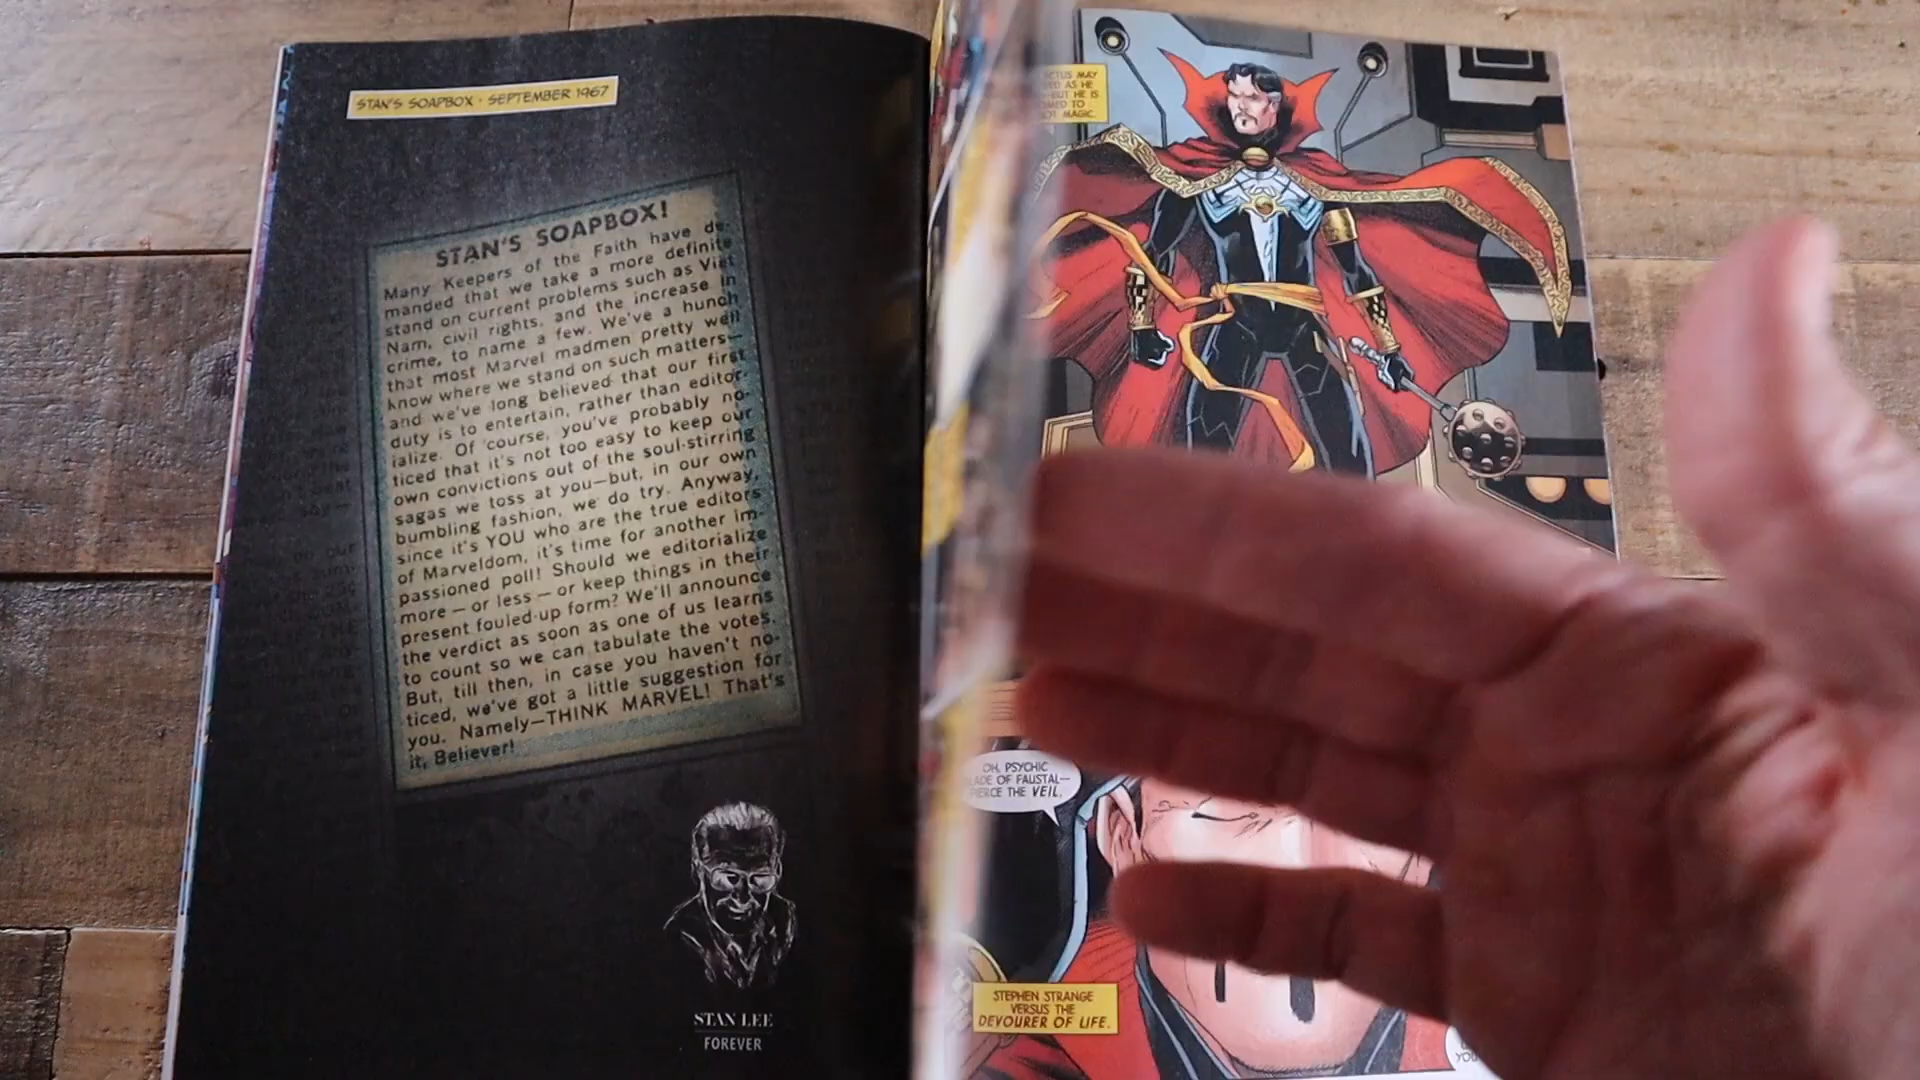 STAN'S SOAPBOX · SEPTEMBER 1967
STAN'S SOAPBOX!
Many Keepers of the Faith have de-
manded that we take a more definite
stand on current problems such as Viet
Nam, civil rights, and the increase in
crime, to name a few. We've a hunch
that most Marvel madmen pretty well
know where we stand on such matters—
and we've long believed that our first
duty is to entertain, rather than editor-
ialize. Of course, you've probably no-
ticed that it's not too easy to keep our
own convictions out of the soul-stirring
sagas we toss at you—but, in our own
bumbling fashion, we do try. Anyway,
since it's YOU who are the true editors
of Marveldom, it's time for another im-
passioned poll! Should we editorialize
more — or less — or keep things in their
present fouled-up form? We'll announce
the verdict as soon as one of us learns
to count so we can tabulate the votes.
But, till then, in case you haven't no-
ticed, we've got a little suggestion for
you. Namely—THINK MARVEL! That's
it, Believer!
STAN LEE
FOREVER
MAY
AS HE
BUT HE IS
TO
MAGIC.
OH, PSYCHIC
OF FAUSTAL—
THE VEIL.
STEPHEN STRANGE
VERSUS THE
DEVOURER OF LIFE.